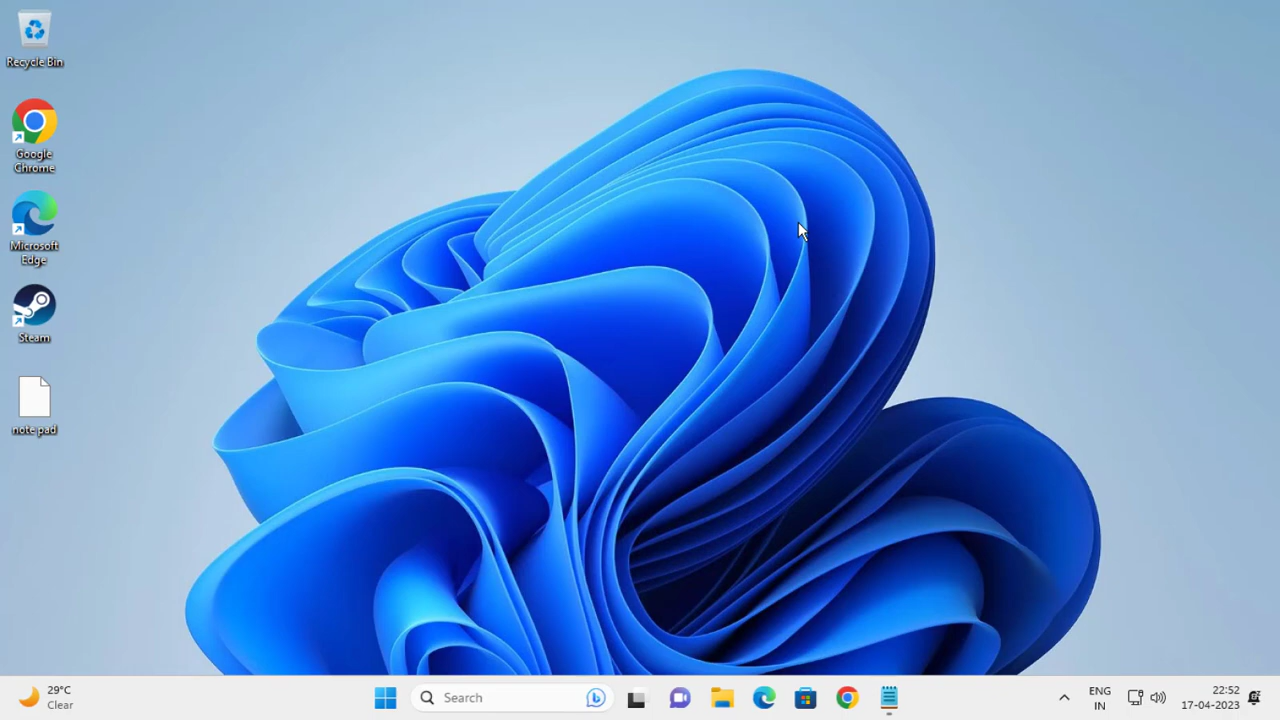 Recycle Bin
Google
Chrome
Microsoft
Edge
Steam
note pad
29°C
Clear
Search
ENG
IN
22:52
17-04-2023